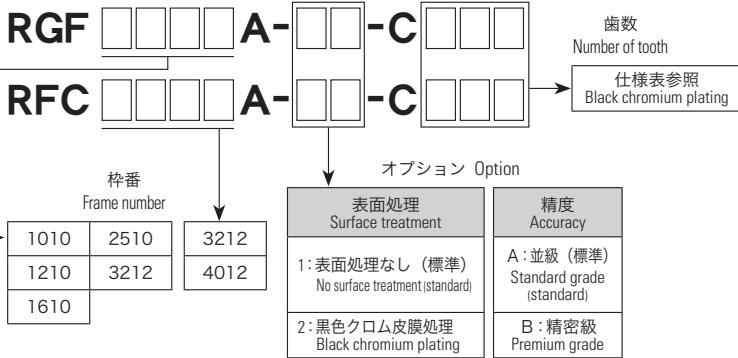 RGF □□□□ A-□□-C□□□
歯数
Number of tooth
RFC □□□□ A-□□-C□□□
仕様表参照
Black chromium plating
オプション Option
枠番
Frame number
1010 2510
1210 3212
1610
3212
4012
表面処理
Surface treatment
1:表面処理なし(標準)
No surface treatment (standard)
2:黒色クロム皮膜処理
Black chromium plating
精度
Accuracy
A:並級(標準)
Standard grade
(standard)
B:精密級
Premium grade